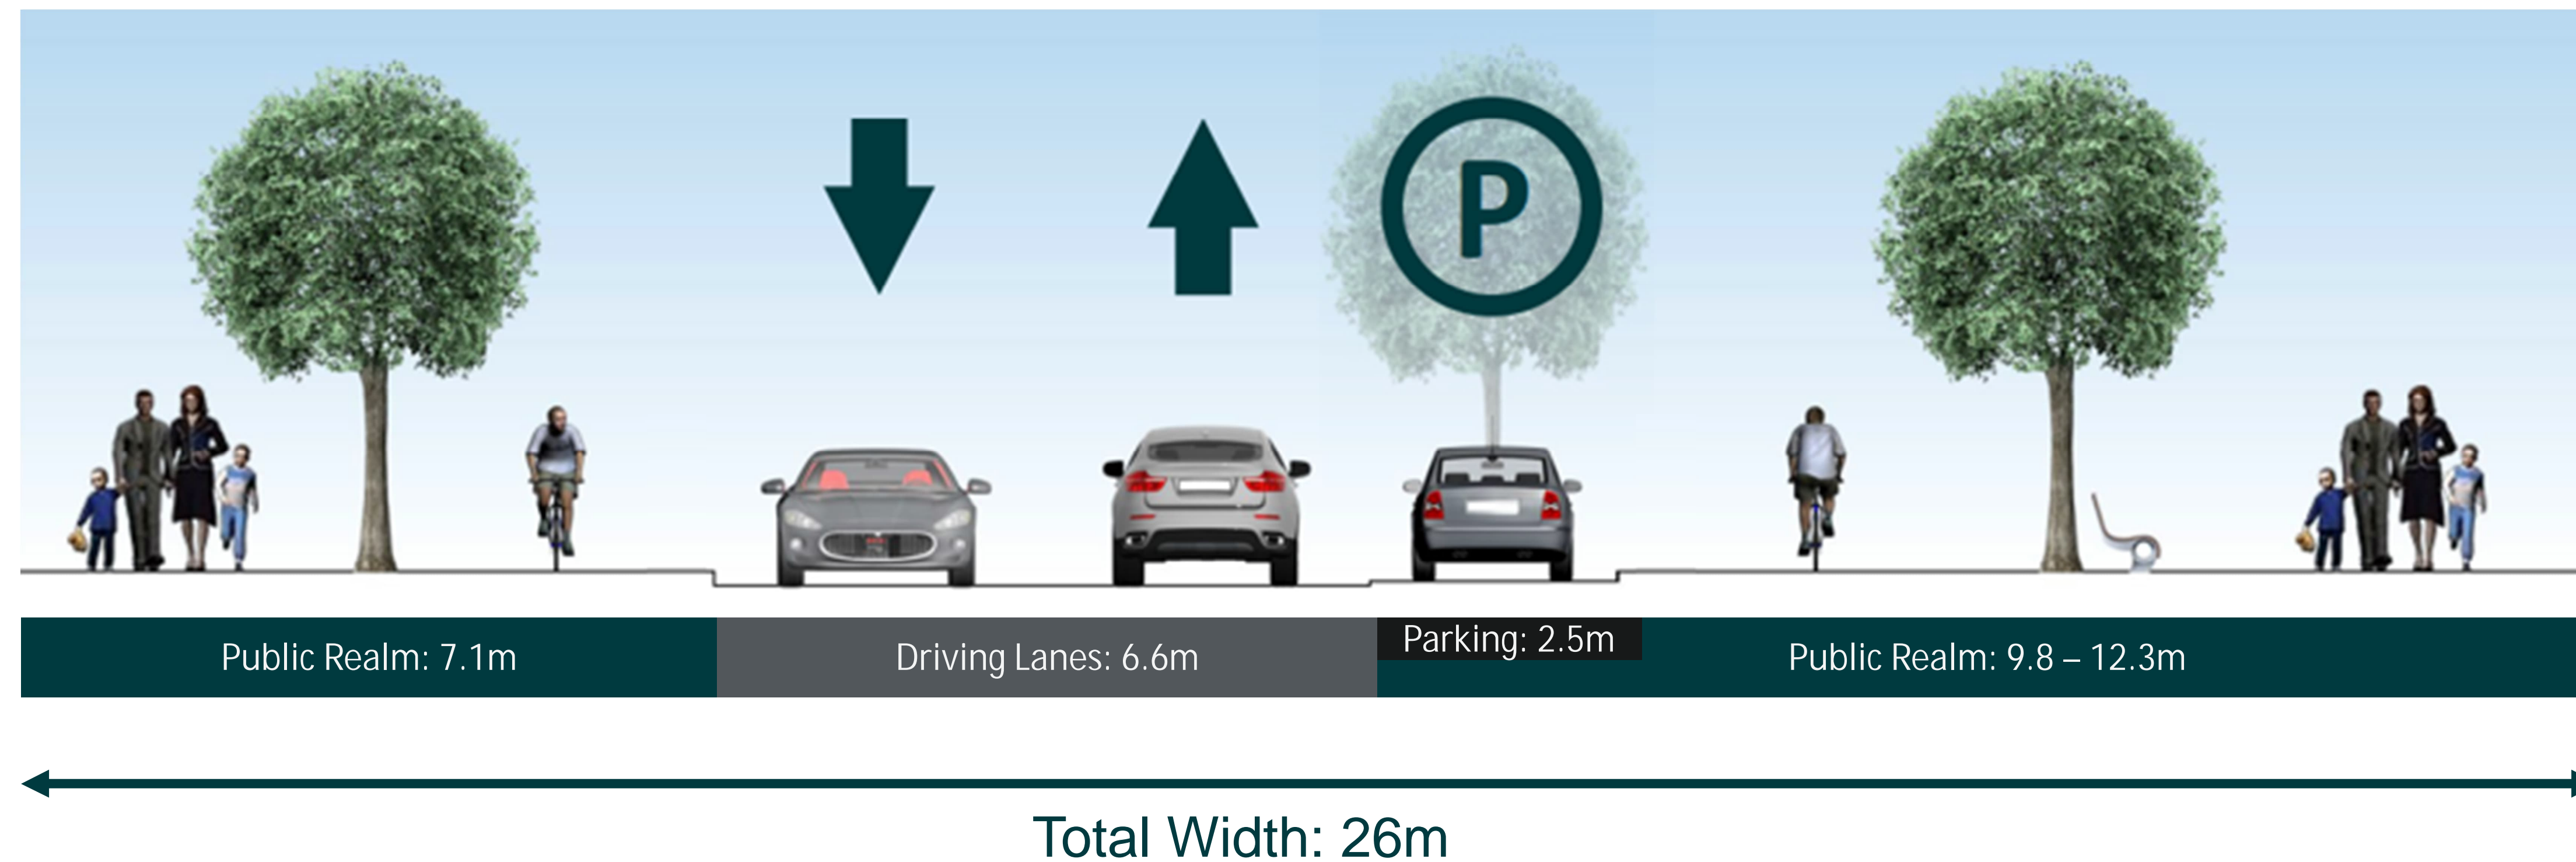 P
Public Realm: 7.1m
Driving Lanes: 6.6m
Parking: 2.5m
Public Realm: 9.8 – 12.3m
Total Width: 26m